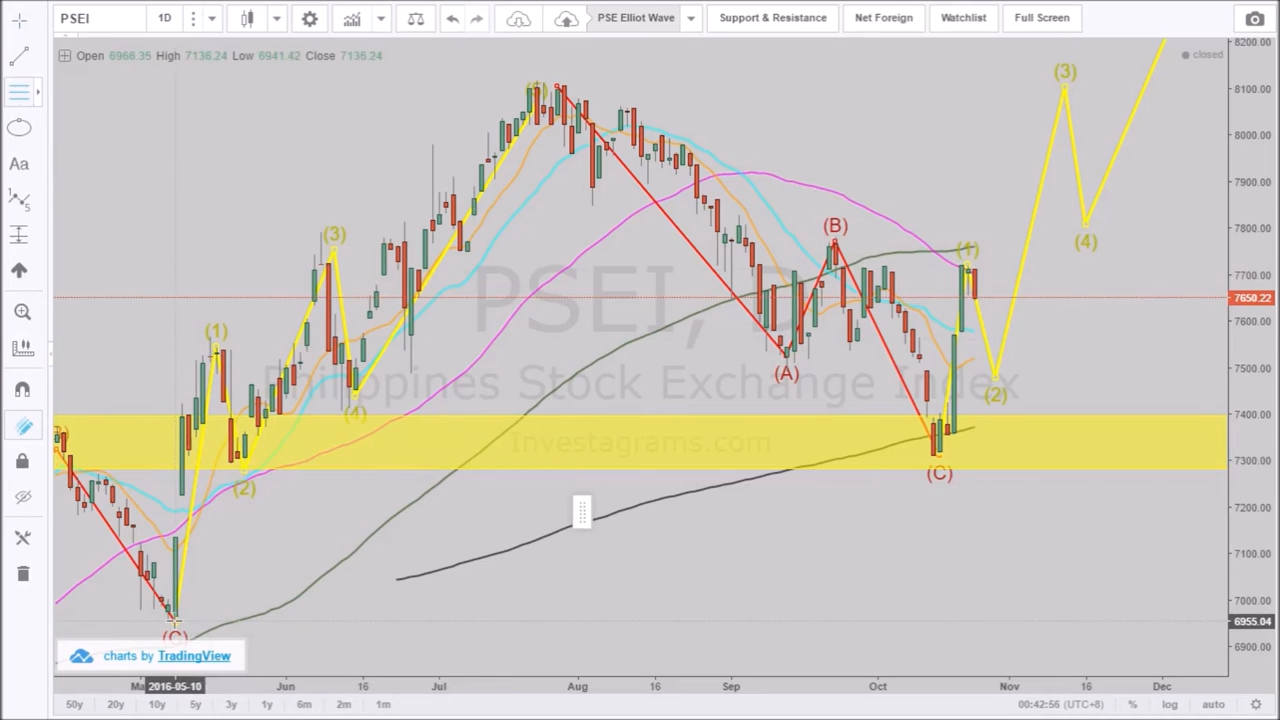 PSEI 1D PSE Elliot Wave Support & Resistance Net Foreign Watchlist Full Screen
Open 6966.35 High 7136.24 Low 6941.42 Close 7136.24
closed
Aa
8200.00
8100.00
8000.00
7900.00
7800.00
7700.00
7650.22
7600.00
7500.00
7400.00
7300.00
7200.00
7100.00
7000.00
6955.04
6900.00
(3)
(4)
(1)
(2)
(B)
(A)
(C)
(3)
(4)
(1)
(2)
(C)
PSEI, D
Philippines Stock Exchange Index
Investagrams.com
charts by TradingView
2016-05-10 Jun 16 Jul Aug 16 Sep Oct Nov 16 Dec
50y 20y 10y 5y 3y 1y 6m 2m 1m 00:42:56 (UTC+8) % log auto